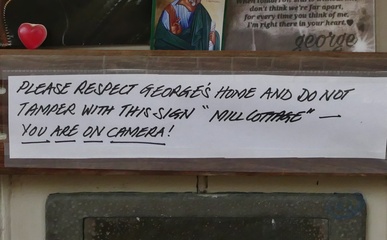 don't think we're far apart,
for every time you think of me,
I'm right there in your heart.
george
PLEASE RESPECT GEORGE'S HOME AND DO NOT
TAMPER WITH THIS SIGN "MILL COTTAGE" —
YOU ARE ON CAMERA!